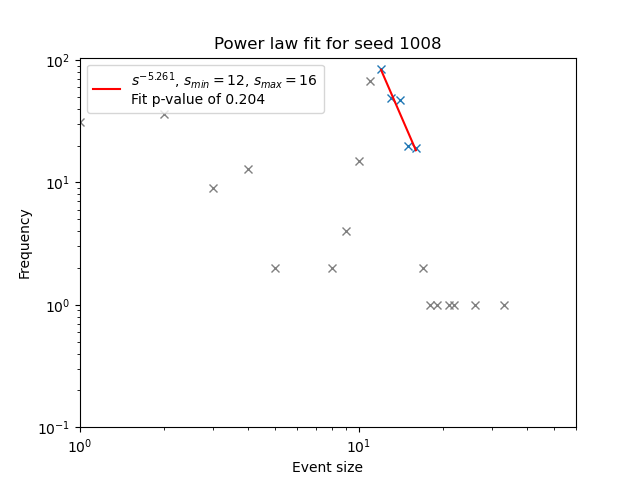 Power law fit for seed 1008
s^{-5.261}, s_{min} = 12, s_{max} = 16
Fit p-value of 0.204
Frequency
10^2
10^1
10^0
10^{-1}
10^0
10^1
Event size